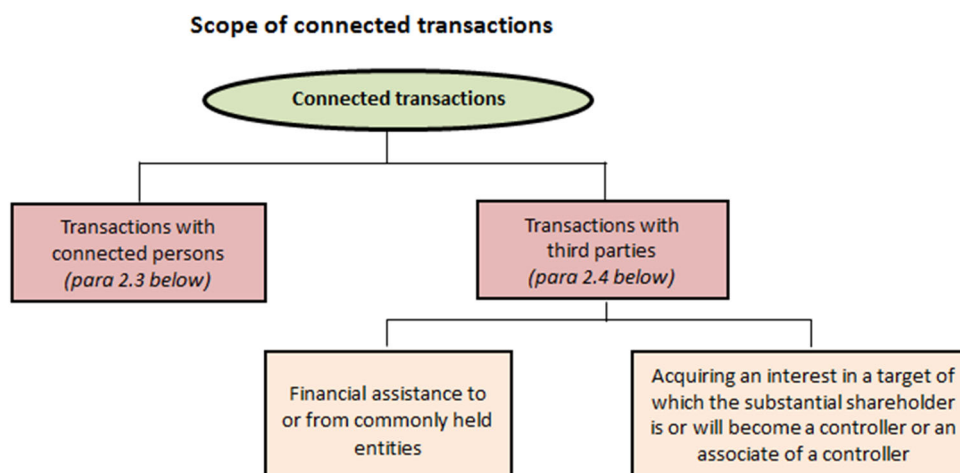 Scope of connected transactions
Connected transactions
Transactions with
connected persons
(para 2.3 below)
Transactions with
third parties
(para 2.4 below)
Financial assistance to
or from commonly held
entities
Acquiring an interest in a target of
which the substantial shareholder
is or will become a controller or an
associate of a controller